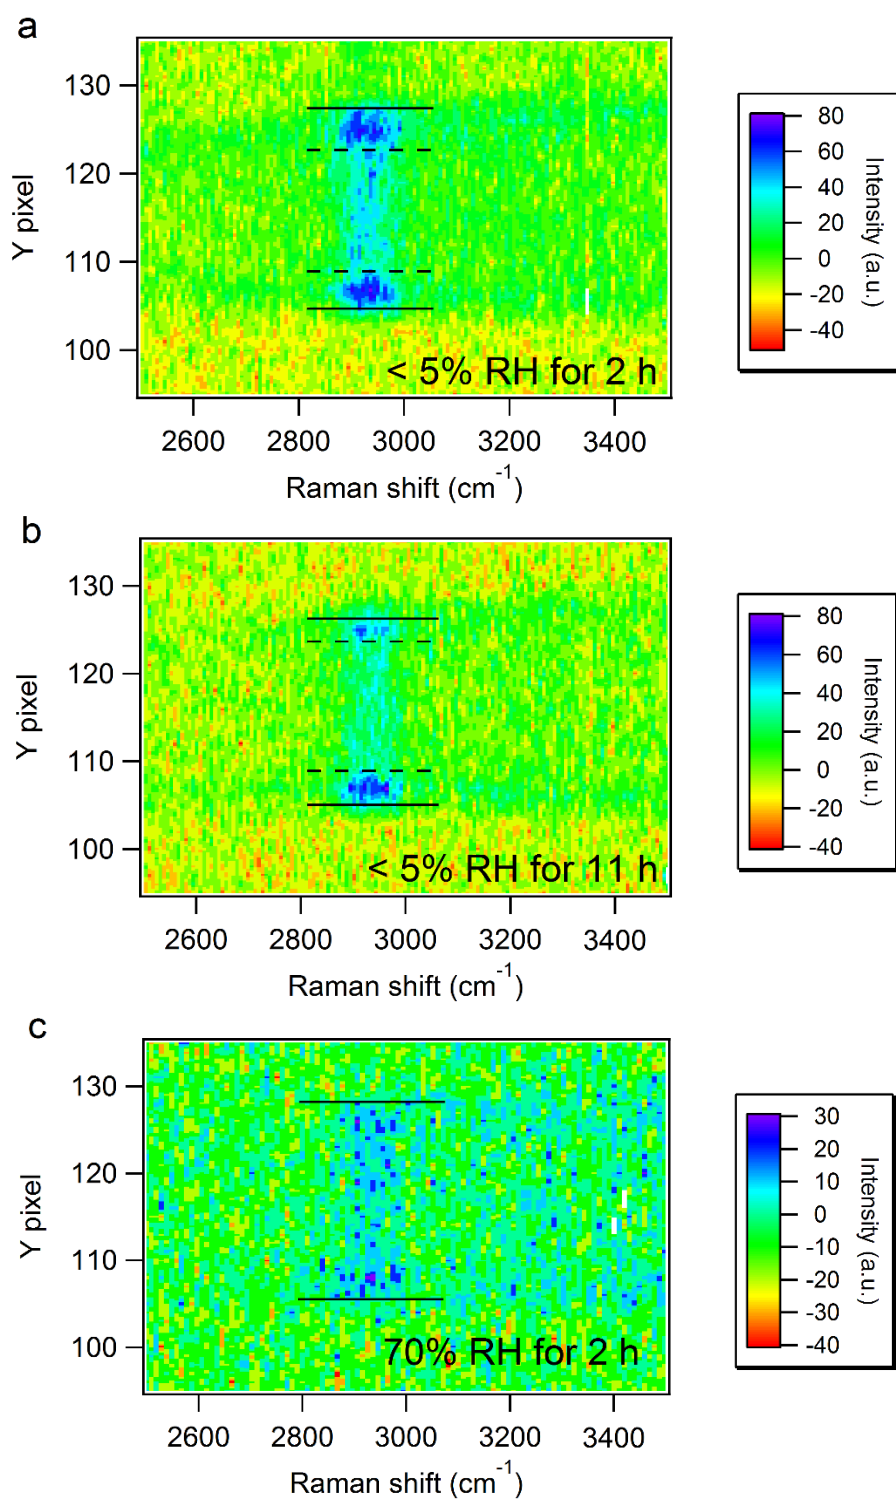 a
130
120
110
100
Y pixel
< 5% RH for 2 h
2600 2800 3000 3200 3400
Raman shift (cm⁻¹)
80
60
40
20
0
-20
-40
Intensity (a.u.)
b
130
120
110
100
Y pixel
< 5% RH for 11 h
2600 2800 3000 3200 3400
Raman shift (cm⁻¹)
80
60
40
20
0
-20
-40
Intensity (a.u.)
c
130
120
110
100
Y pixel
70% RH for 2 h
2600 2800 3000 3200 3400
Raman shift (cm⁻¹)
30
20
10
0
-10
-20
-30
-40
Intensity (a.u.)